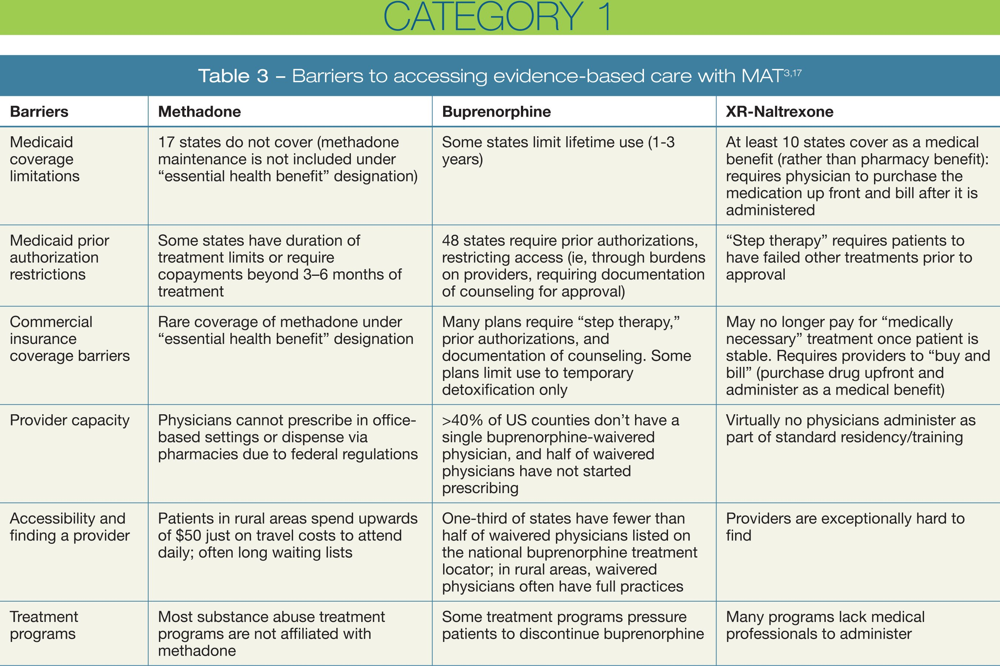 CATEGORY 1
Table 3 – Barriers to accessing evidence-based care with MAT3,17
Barriers
Methadone
Buprenorphine
XR-Naltrexone
Medicaid
coverage
limitations
17 states do not cover (methadone
maintenance is not included under
“essential health benefit” designation)
Some states limit lifetime use (1-3
years)
At least 10 states cover as a medical
benefit (rather than pharmacy benefit):
requires physician to purchase the
medication up front and bill after it is
administered
Medicaid prior
authorization
restrictions
Some states have duration of
treatment limits or require
copayments beyond 3–6 months of
treatment
48 states require prior authorizations,
restricting access (ie, through burdens
on providers, requiring documentation
of counseling for approval)
“Step therapy” requires patients to
have failed other treatments prior to
approval
Commercial
insurance
coverage barriers
Rare coverage of methadone under
“essential health benefit” designation
Many plans require “step therapy,”
prior authorizations, and
documentation of counseling. Some
plans limit use to temporary
detoxification only
May no longer pay for “medically
necessary” treatment once patient is
stable. Requires providers to “buy and
bill” (purchase drug upfront and
administer as a medical benefit)
Provider capacity
Physicians cannot prescribe in office-
based settings or dispense via
pharmacies due to federal regulations
>40% of US counties don’t have a
single buprenorphine-waivered
physician, and half of waivered
physicians have not started
prescribing
Virtually no physicians administer as
part of standard residency/training
Accessibility and
finding a provider
Patients in rural areas spend upwards
of $50 just on travel costs to attend
daily; often long waiting lists
One-third of states have fewer than
half of waivered physicians listed on
the national buprenorphine treatment
locator; in rural areas, waivered
physicians often have full practices
Providers are exceptionally hard to
find
Treatment
programs
Most substance abuse treatment
programs are not affiliated with
methadone
Some treatment programs pressure
patients to discontinue buprenorphine
Many programs lack medical
professionals to administer